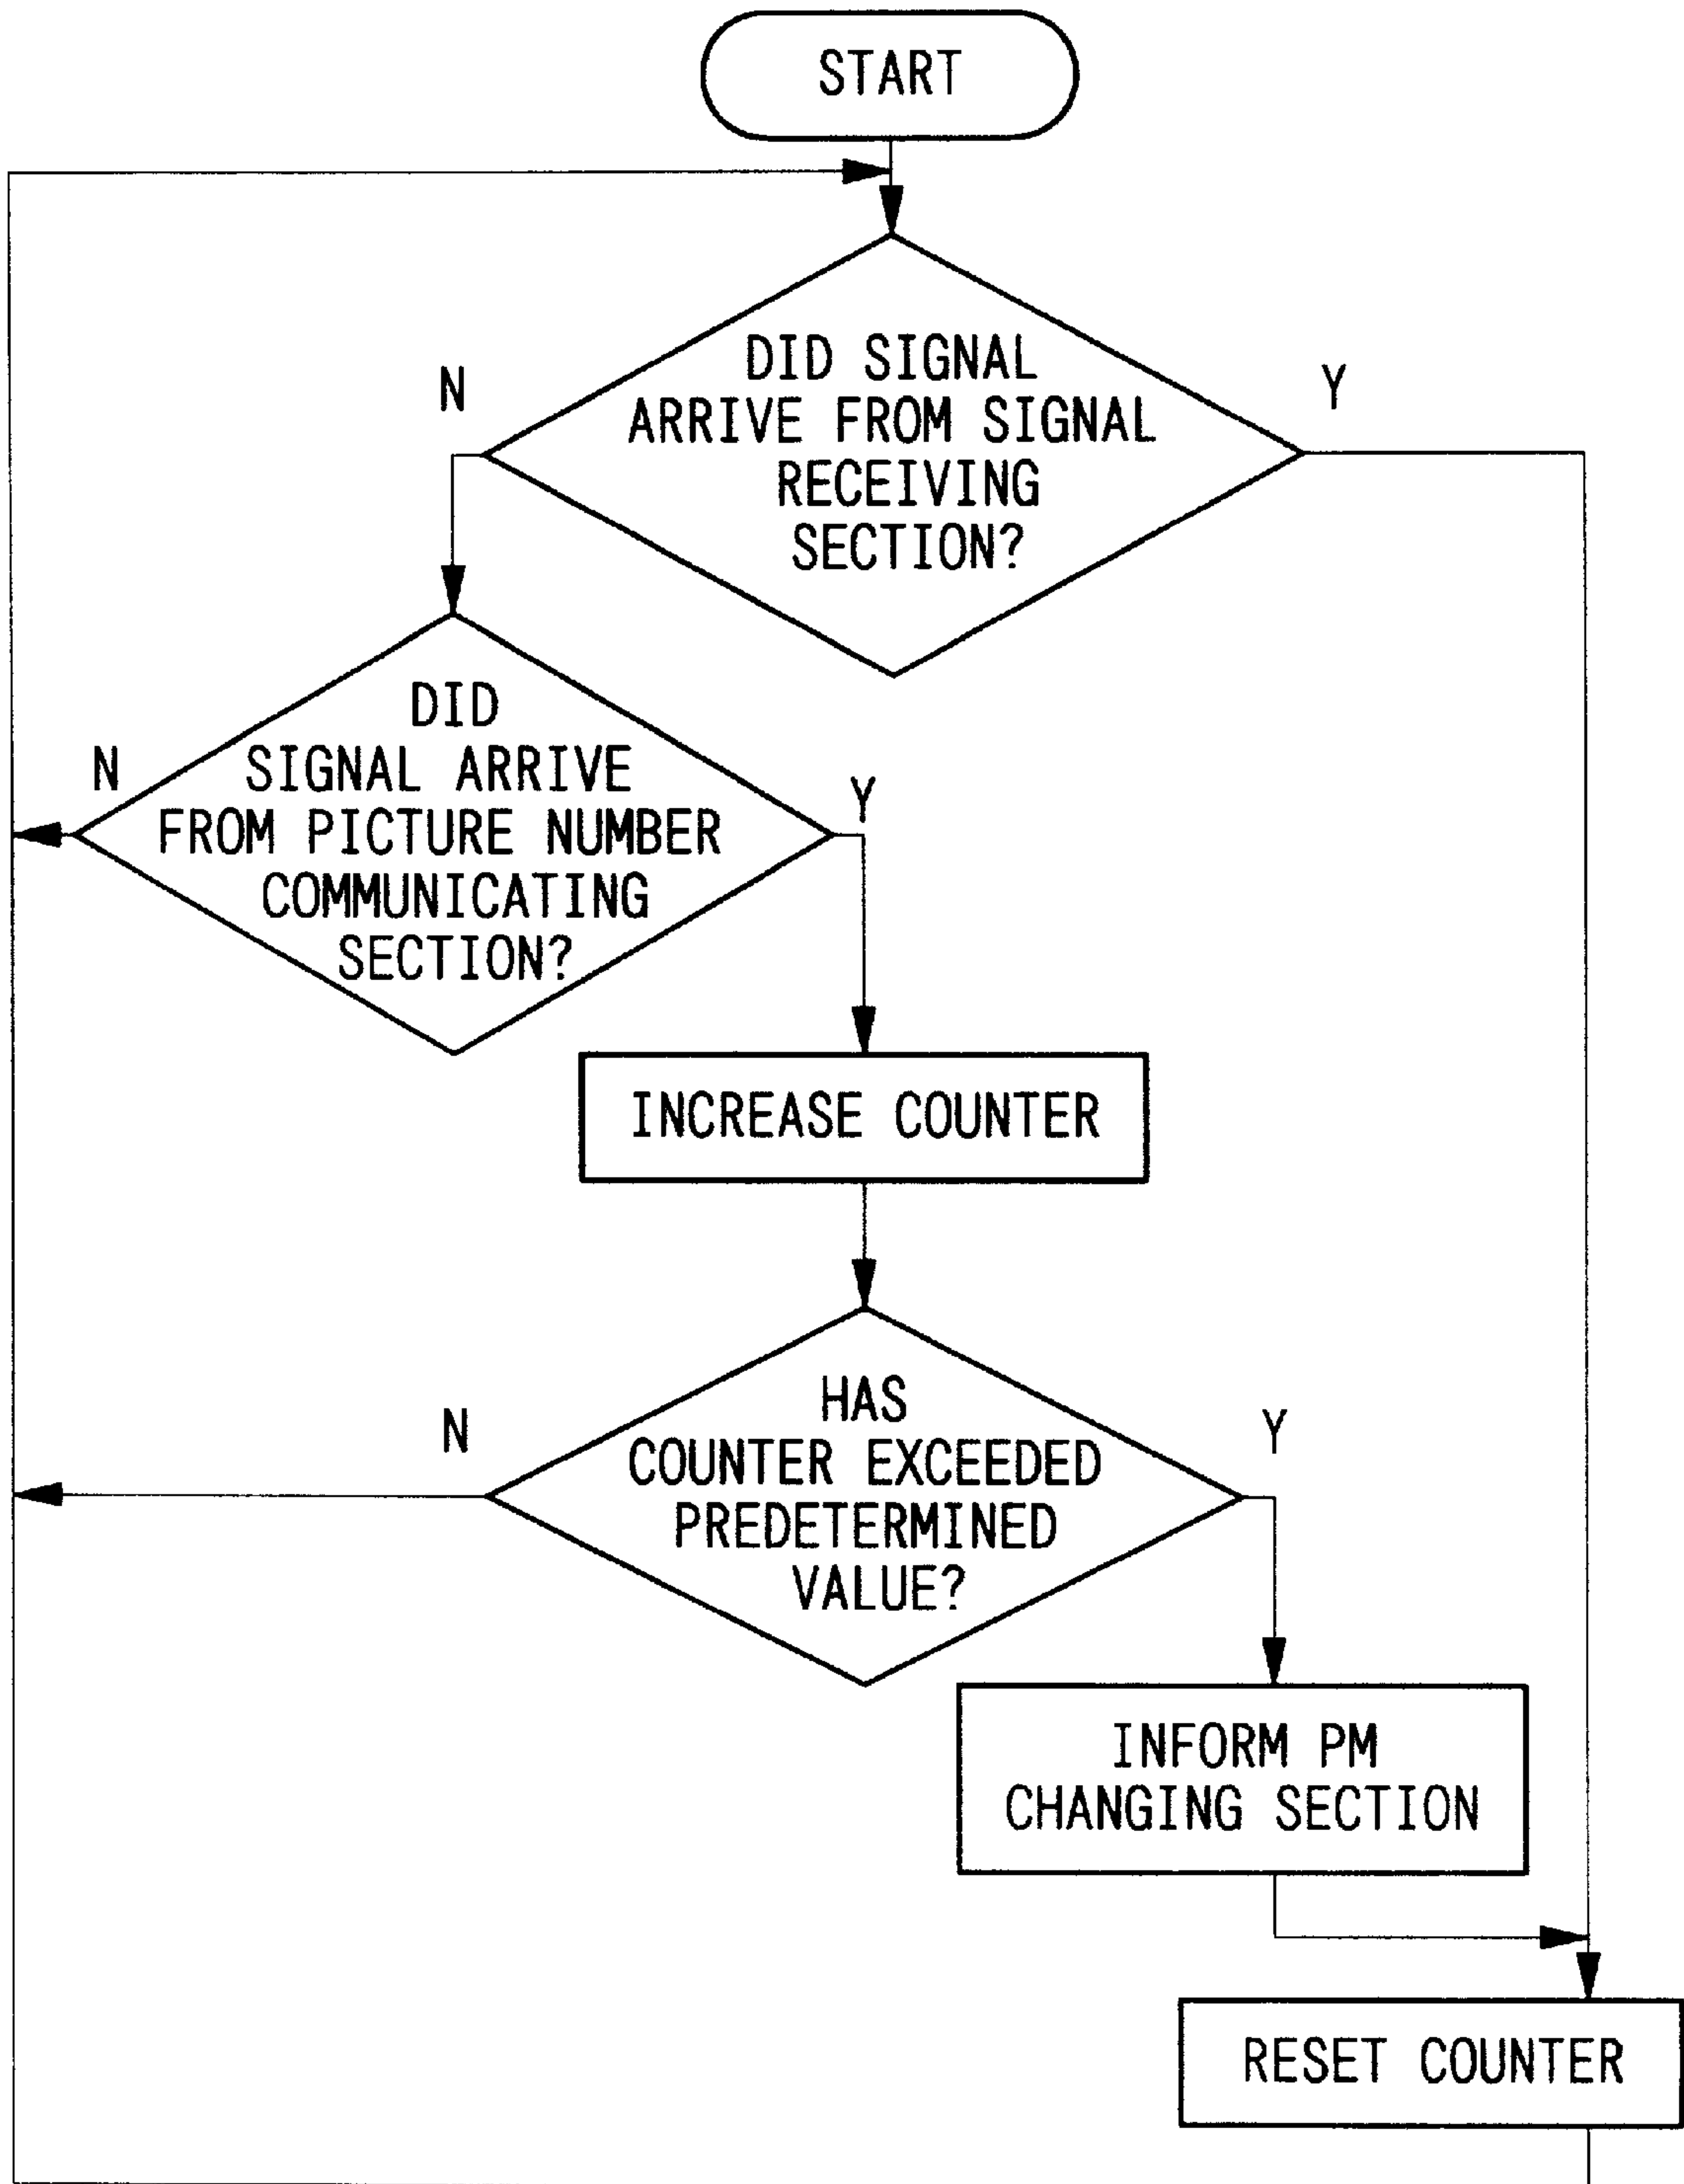 START
N
DID SIGNAL
ARRIVE FROM SIGNAL
RECEIVING
SECTION?
Y
N
DID
SIGNAL ARRIVE
FROM PICTURE NUMBER
COMMUNICATING
SECTION?
Y
INCREASE COUNTER
N
HAS
COUNTER EXCEEDED
PREDETERMINED
VALUE?
Y
INFORM PM
CHANGING SECTION
RESET COUNTER